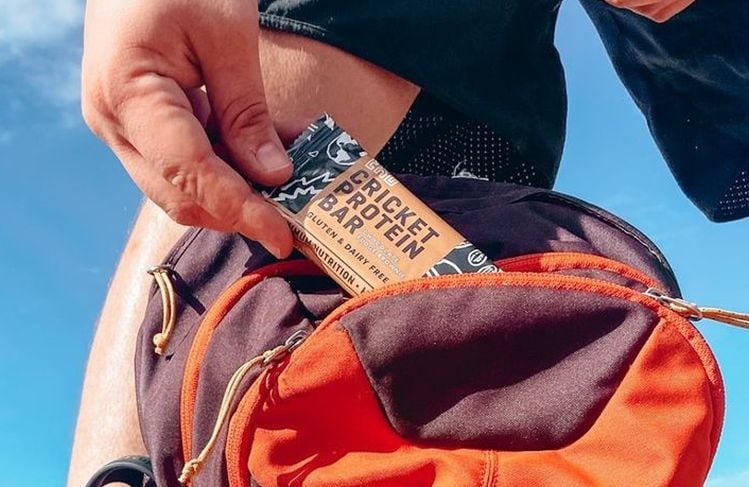 CRICKET
PROTEIN
BAR
GLUTEN & DAIRY FREE
NUTRITION